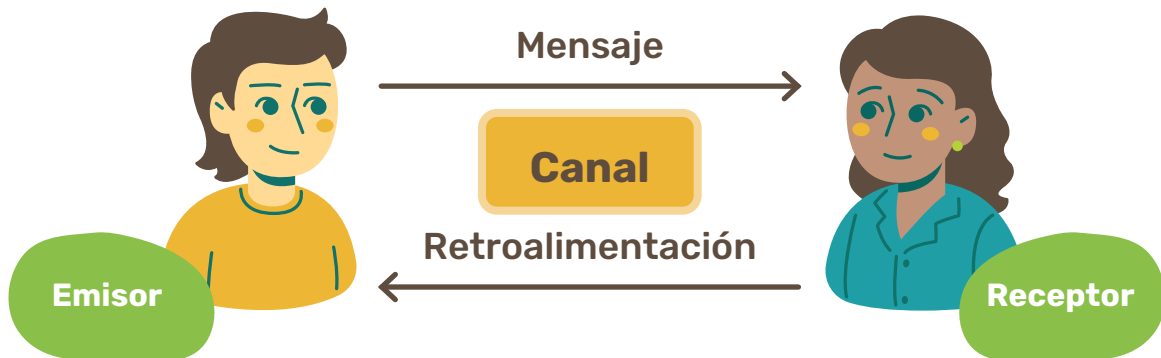 Mensaje
Canal
Retroalimentación
Emisor
Receptor